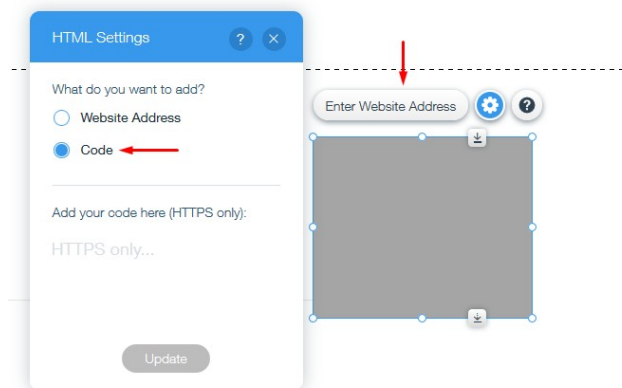 HTML Settings
?
What do you want to add?
Website Address
Code
Add your code here (HTTPS only):
HTTPS only...
Update
Enter Website Address
?